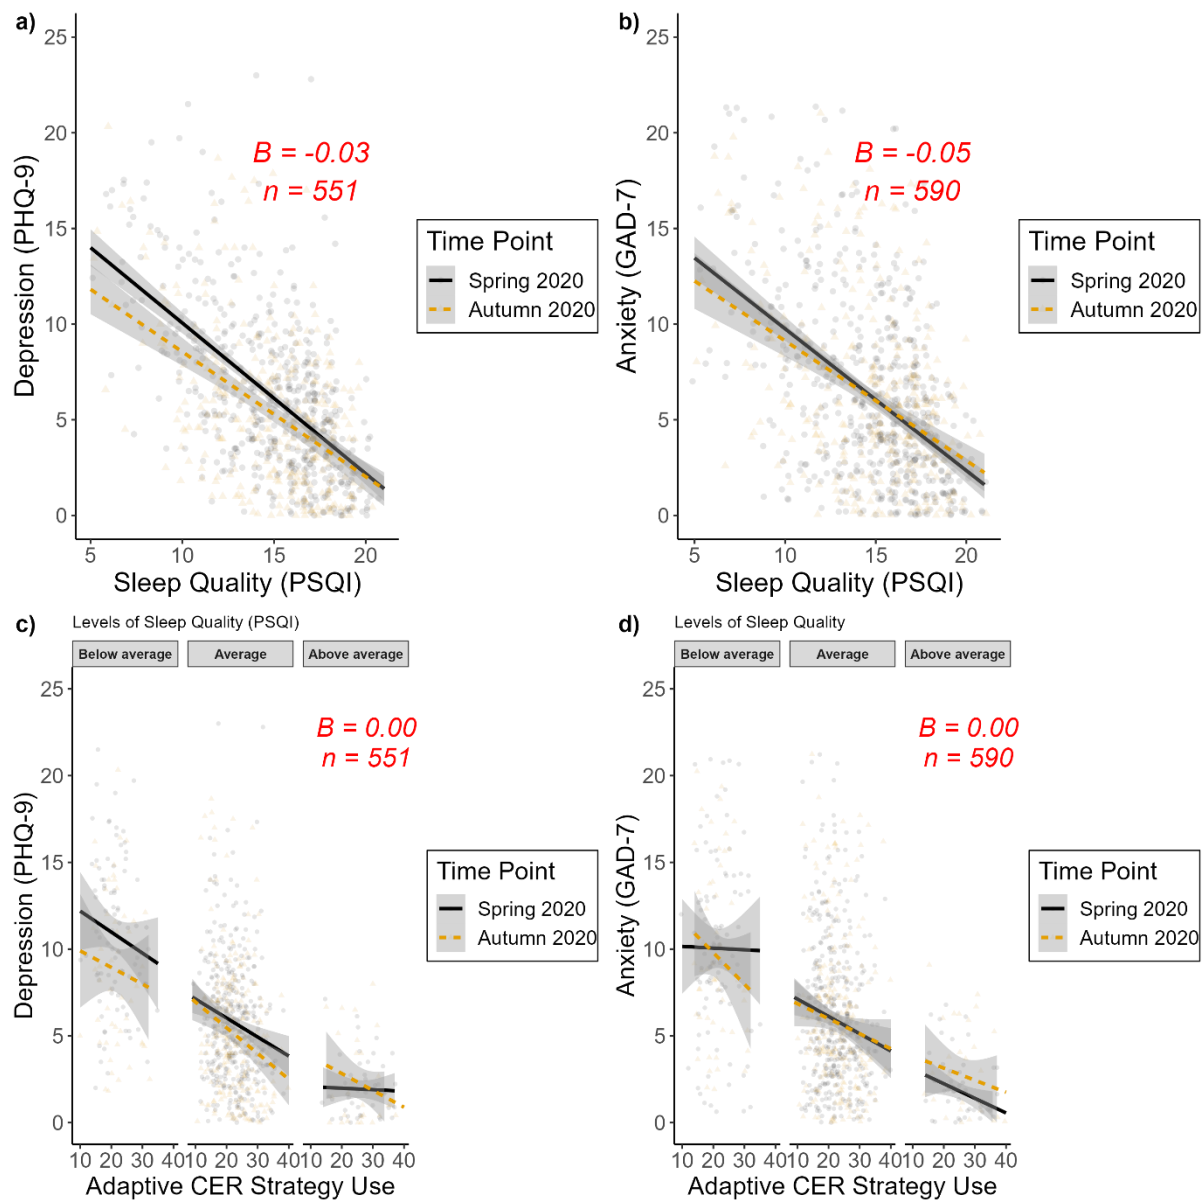 a)
25
20
15
10
5
0
Depression (PHQ-9)
B = -0.03
n = 551
5 10 15 20
Sleep Quality (PSQI)
Time Point
Spring 2020
Autumn 2020
b)
25
20
15
10
5
0
Anxiety (GAD-7)
B = -0.05
n = 590
5 10 15 20
Sleep Quality (PSQI)
Time Point
Spring 2020
Autumn 2020
c)
Levels of Sleep Quality (PSQI)
Below average Average Above average
25
20
15
10
5
0
Depression (PHQ-9)
B = 0.00
n = 551
10 20 30 40 10 20 30 40 10 20 30 40
Adaptive CER Strategy Use
Time Point
Spring 2020
Autumn 2020
d)
Levels of Sleep Quality
Below average Average Above average
25
20
15
10
5
0
Anxiety (GAD-7)
B = 0.00
n = 590
10 20 30 40 10 20 30 40 10 20 30 40
Adaptive CER Strategy Use
Time Point
Spring 2020
Autumn 2020